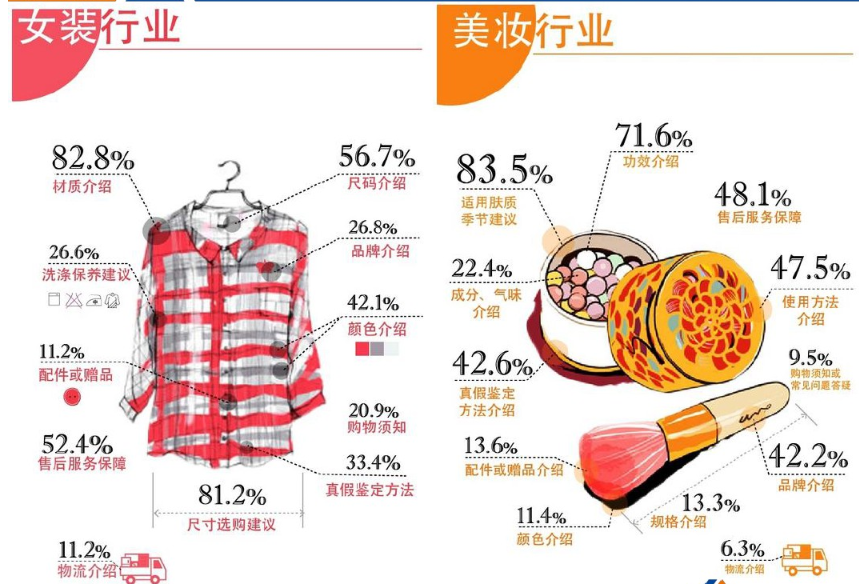 女装行业
82.8%
材质介绍
56.7%
尺码介绍
26.8%
品牌介绍
26.6%
洗涤保养建议
42.1%
颜色介绍
11.2%
配件或赠品
20.9%
购物须知
52.4%
售后服务保障
33.4%
真假鉴定方法
81.2%
尺寸选购建议
11.2%
物流介绍
美妆行业
71.6%
功效介绍
83.5%
适用肤质
季节建议
48.1%
售后服务保障
22.4%
成分、气味
介绍
47.5%
使用方法
介绍
42.6%
真假鉴定
方法介绍
9.5%
购物须知或
常见问题答疑
13.6%
配件或赠品介绍
42.2%
品牌介绍
13.3%
规格介绍
11.4%
颜色介绍
6.3%
物流介绍